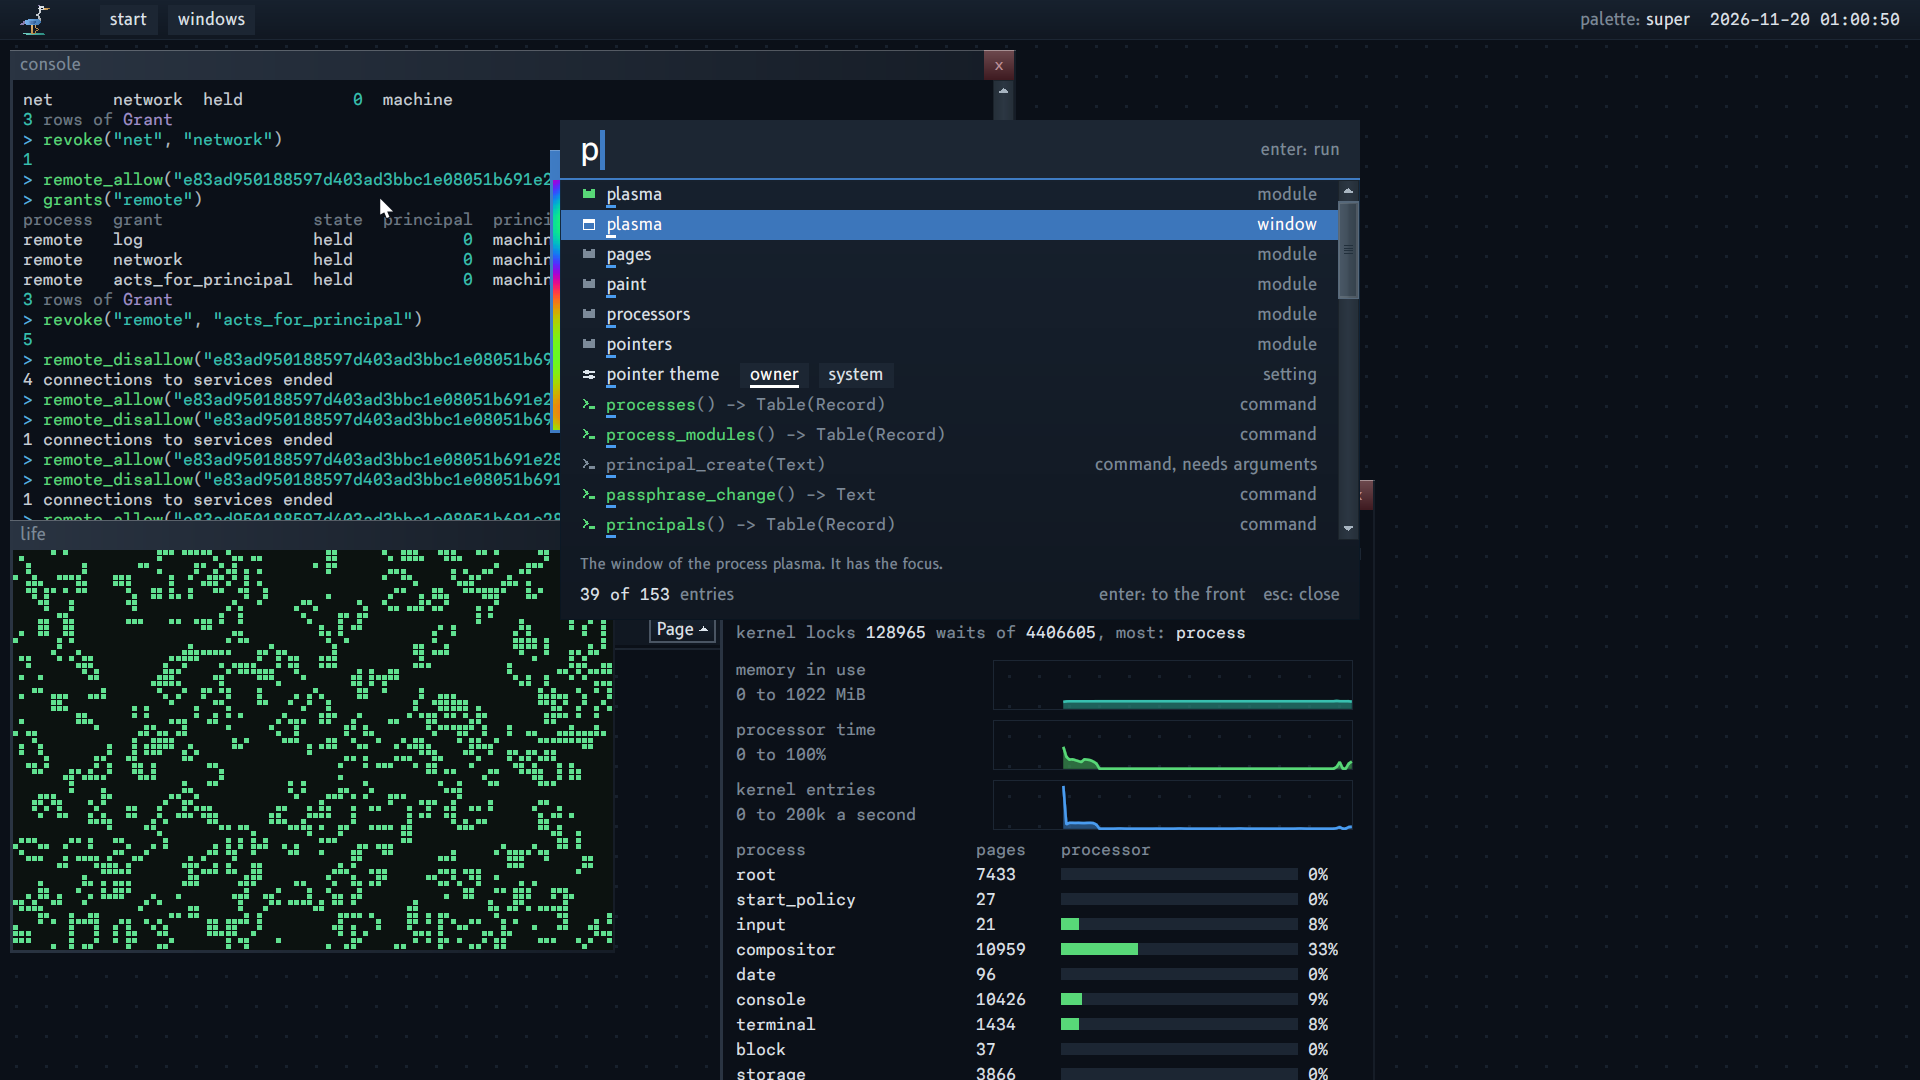 start windows palette: super 2026-11-20 01:00:50
console x
net network held 0 machine
3 rows of Grant
> revoke("net", "network")
1
> remote_allow("e83ad950188597d403ad3bbc1e08051b691e2
> grants("remote")
process grant state principal princi
remote log held 0 machin
remote network held 0 machin
remote acts_for_principal held 0 machin
3 rows of Grant
> revoke("remote", "acts_for_principal")
5
> remote_disallow("e83ad950188597d403ad3bbc1e08051b69
4 connections to services ended
> remote_allow("e83ad950188597d403ad3bbc1e08051b691e2
> remote_disallow("e83ad950188597d403ad3bbc1e08051b69
1 connections to services ended
> remote_allow("e83ad950188597d403ad3bbc1e08051b691e28
> remote_disallow("e83ad950188597d403ad3bbc1e08051b691
1 connections to services ended
> remote_allow("e83ad950188597d403ad3bbc1e08051b691e28
p enter: run
plasma module
plasma window
pages module
paint module
processors module
pointers module
pointer theme owner system setting
processes() -> Table(Record) command
process_modules() -> Table(Record) command
principal_create(Text) command, needs arguments
passphrase_change() -> Text command
principals() -> Table(Record) command
The window of the process plasma. It has the focus.
39 of 153 entries enter: to the front esc: close
life
Page
kernel locks 128965 waits of 4406605, most: process
memory in use
0 to 1022 MiB
processor time
0 to 100%
kernel entries
0 to 200k a second
process pages processor
root 7433 0%
start_policy 27 0%
input 21 8%
compositor 10959 33%
date 96 0%
console 10426 9%
terminal 1434 8%
block 37 0%
storage 3866 0%